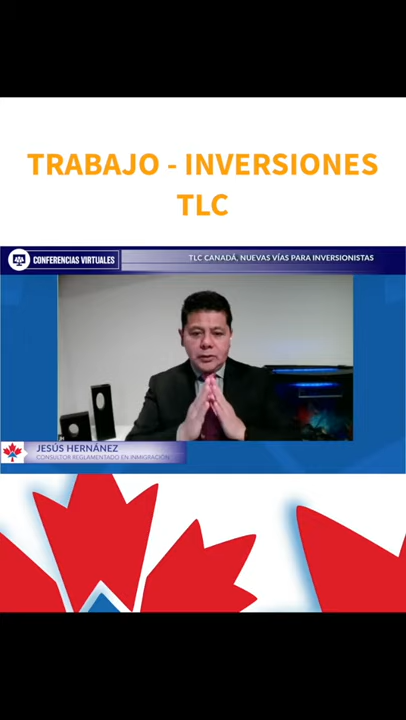 TRABAJO - INVERSIONES
TLC
CONFERENCIAS VIRTUALES
TLC CANADÁ, NUEVAS VÍAS PARA INVERSIONISTAS
JESÚS HERNÁNEZ
CONSULTOR REGLAMENTADO EN INMIGRACIÓN